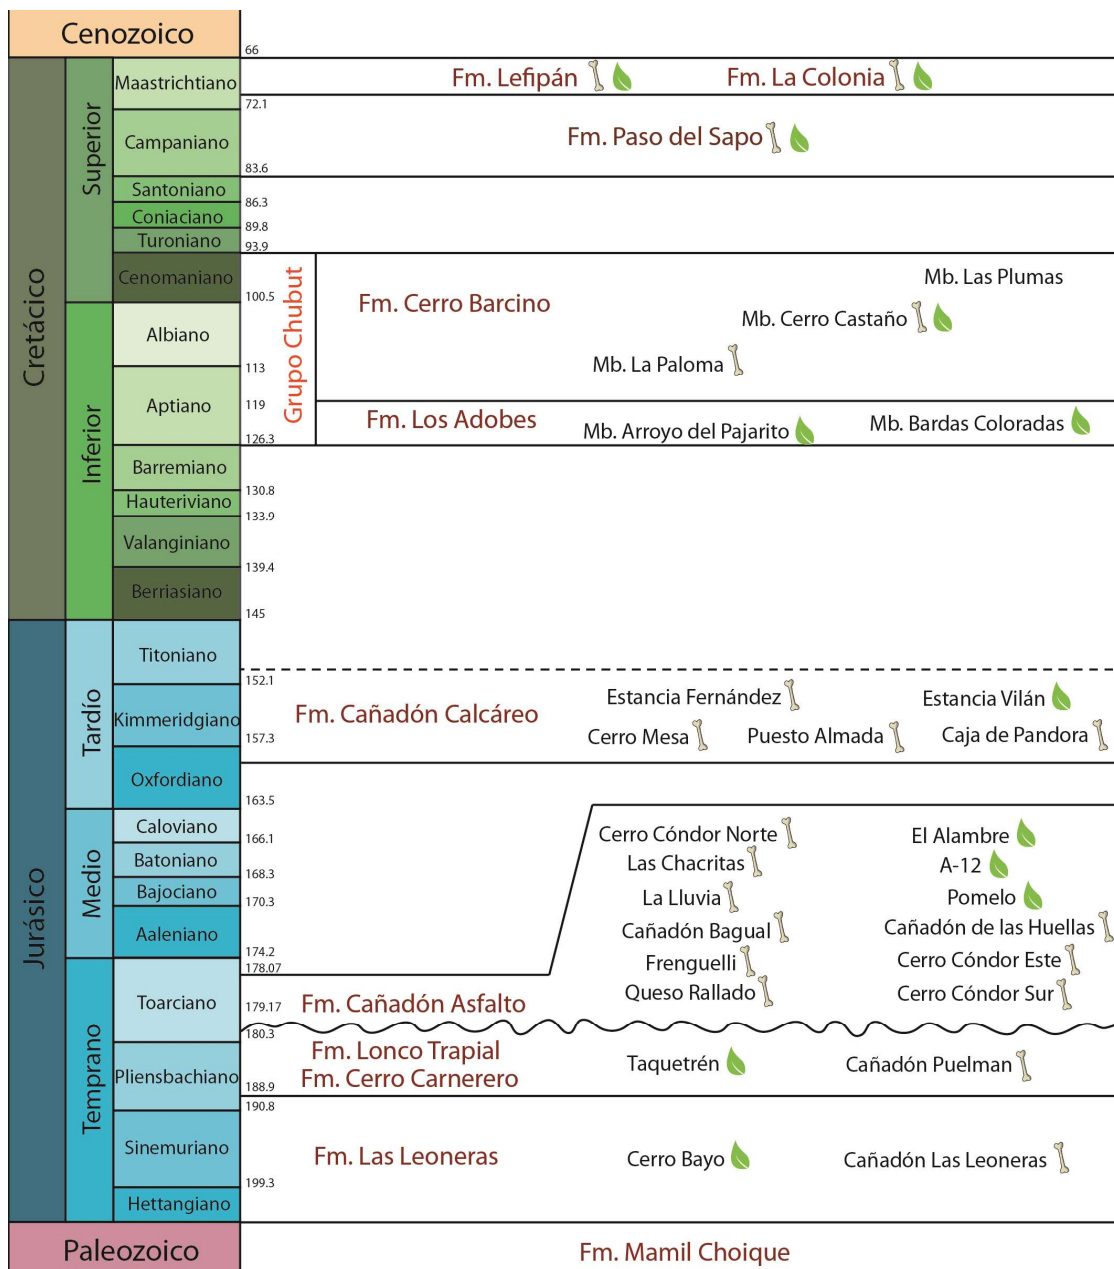 Cenozoico
66
Cretácico
Superior
Maastrichtiano
72.1
Campaniano
83.6
Santoniano
86.3
Coniaciano
89.8
Turoniano
93.9
Cenomaniano
100.5
Inferior
Albiano
113
Aptiano
119
126.3
Barremiano
130.8
Hauteriviano
133.9
Valanginiano
139.4
Berriasiano
145
Jurásico
Tardío
Titoniano
152.1
Kimmeridgiano
157.3
Oxfordiano
163.5
Medio
Caloviano
166.1
Batoniano
168.3
Bajociano
170.3
Aaleniano
174.2
178.07
Temprano
Toarciano
179.17
180.3
Pliensbachiano
188.9
190.8
Sinemuriano
199.3
Hettangiano
Paleozoico
Fm. Lefipán
Fm. La Colonia
Fm. Paso del Sapo
Grupo Chubut
Fm. Cerro Barcino
Mb. Las Plumas
Mb. Cerro Castaño
Mb. La Paloma
Fm. Los Adobes
Mb. Arroyo del Pajarito
Mb. Bardas Coloradas
Fm. Cañadón Calcáreo
Estancia Fernández
Estancia Vilán
Cerro Mesa
Puesto Almada
Caja de Pandora
Fm. Cañadón Asfalto
Cerro Cóndor Norte
El Alambre
Las Chacritas
A-12
La Lluvia
Pomelo
Cañadón Bagual
Cañadón de las Huellas
Frenguelli
Cerro Cóndor Este
Queso Rallado
Cerro Cóndor Sur
Fm. Lonco Trapial
Fm. Cerro Carnerero
Taquetrén
Cañadón Puelman
Fm. Las Leoneras
Cerro Bayo
Cañadón Las Leoneras
Fm. Mamil Choique